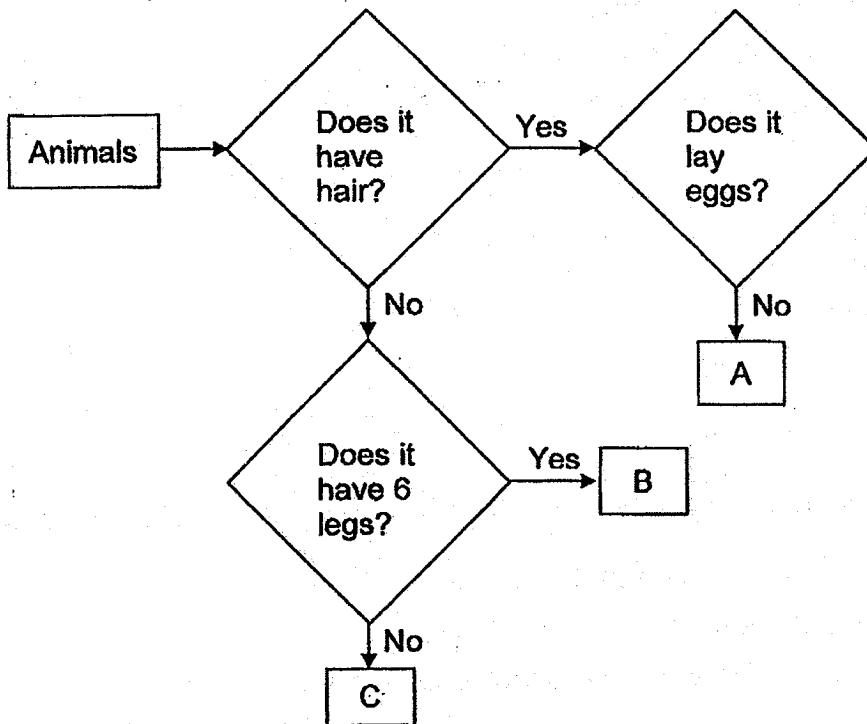 Animals
Does it
have
hair?
Yes
Does it
lay
eggs?
No
No
A
Does it
have 6
legs?
Yes
B
No
C